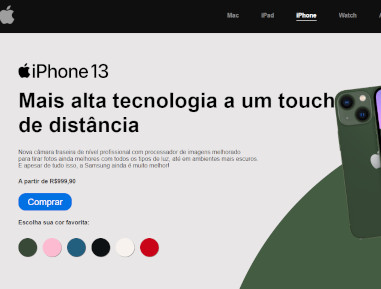 Mac iPad iPhone Watch
iPhone 13
Mais alta tecnologia a um touch
de distância
Nova câmara traseira de nível profissional com processador de imagens melhorado
para tirar fotos ainda melhores com todos os tipos de luz, até em ambientes mais escuros.
E apesar de tudo isso, a Samsung ainda é muito melhor!
A partir de R$999,90
Comprar
Escolha sua cor favorita: